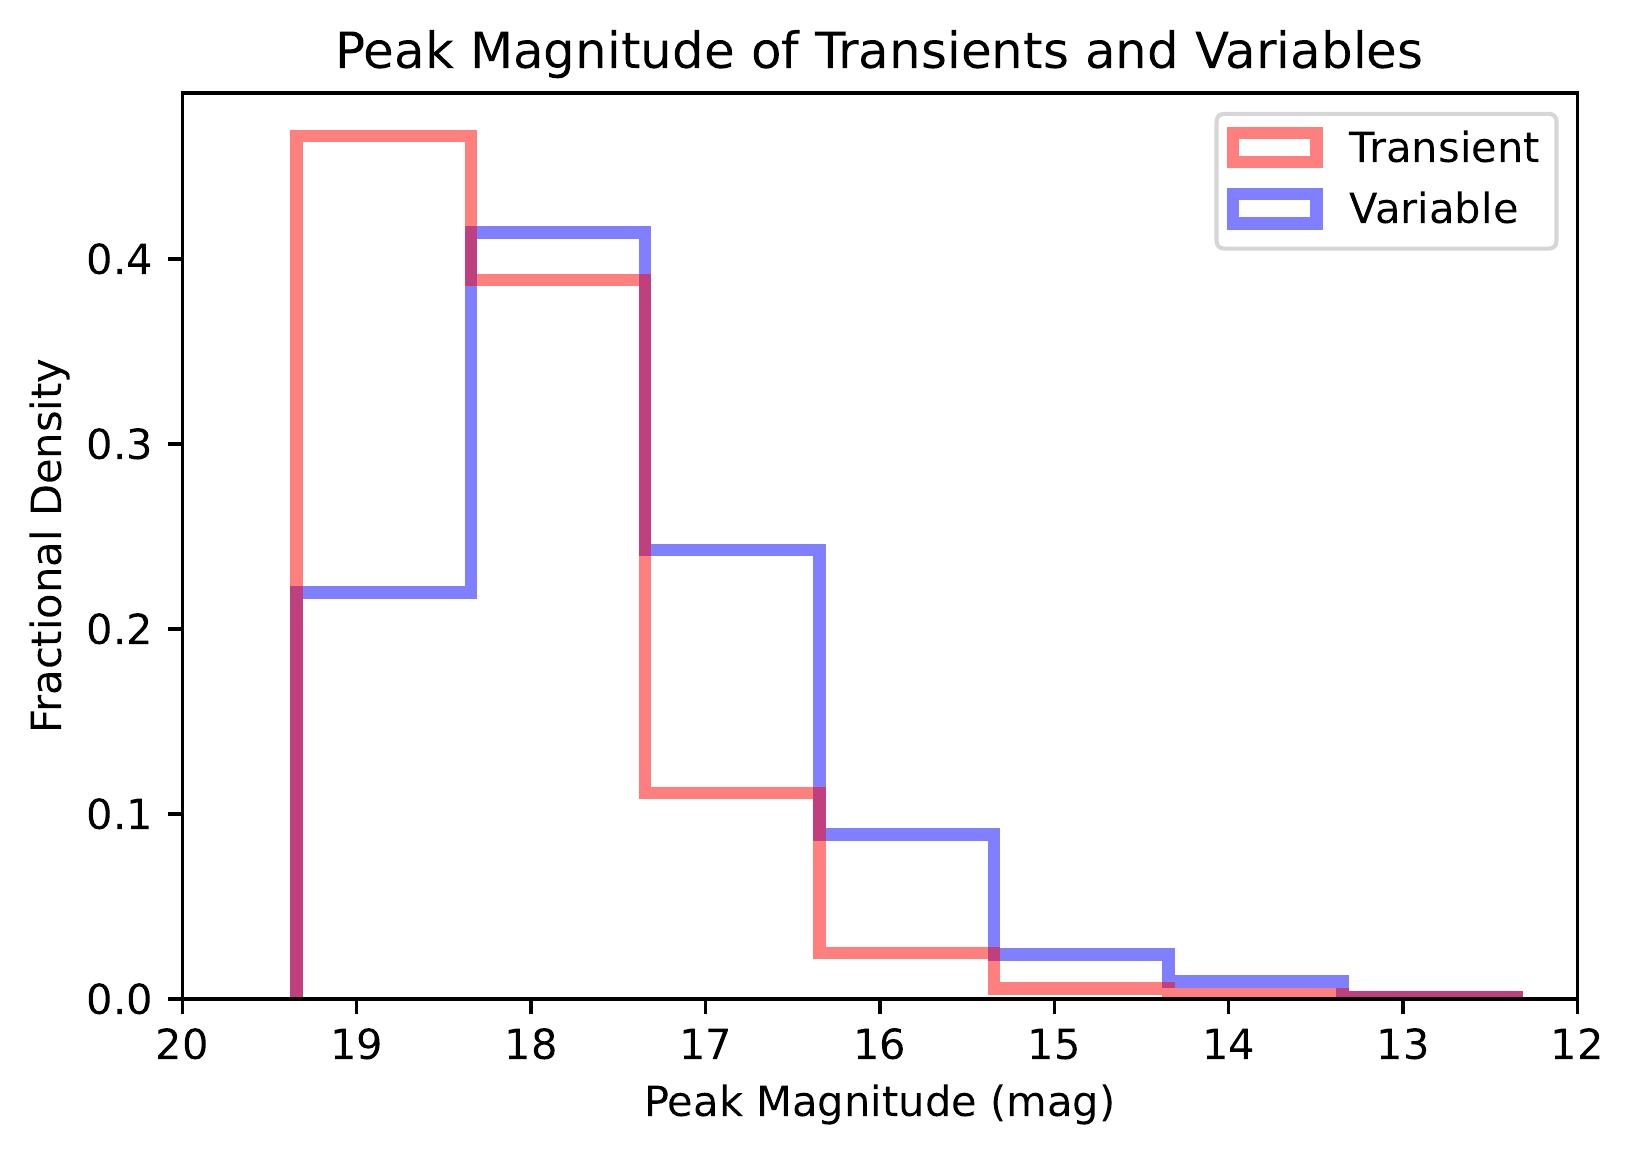 Peak Magnitude of Transients and Variables
Transient
Variable
Fractional Density
0.4
0.3
0.2
0.1
0.0
20 19 18 17 16 15 14 13 12
Peak Magnitude (mag)